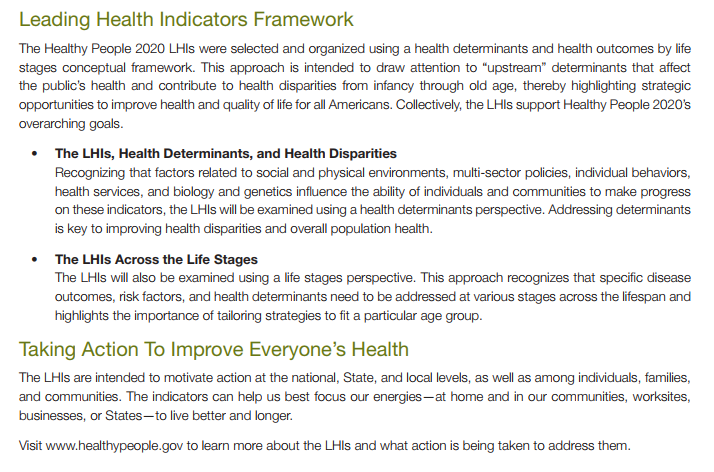 Leading Health Indicators Framework
The Healthy People 2020 LHIs were selected and organized using a health determinants and health outcomes by life
stages conceptual framework. This approach is intended to draw attention to “upstream” determinants that affect
the public’s health and contribute to health disparities from infancy through old age, thereby highlighting strategic
opportunities to improve health and quality of life for all Americans. Collectively, the LHIs support Healthy People 2020’s
overarching goals.
• The LHIs, Health Determinants, and Health Disparities
Recognizing that factors related to social and physical environments, multi-sector policies, individual behaviors,
health services, and biology and genetics influence the ability of individuals and communities to make progress
on these indicators, the LHIs will be examined using a health determinants perspective. Addressing determinants
is key to improving health disparities and overall population health.
• The LHIs Across the Life Stages
The LHIs will also be examined using a life stages perspective. This approach recognizes that specific disease
outcomes, risk factors, and health determinants need to be addressed at various stages across the lifespan and
highlights the importance of tailoring strategies to fit a particular age group.
Taking Action To Improve Everyone’s Health
The LHIs are intended to motivate action at the national, State, and local levels, as well as among individuals, families,
and communities. The indicators can help us best focus our energies—at home and in our communities, worksites,
businesses, or States—to live better and longer.
Visit www.healthypeople.gov to learn more about the LHIs and what action is being taken to address them.